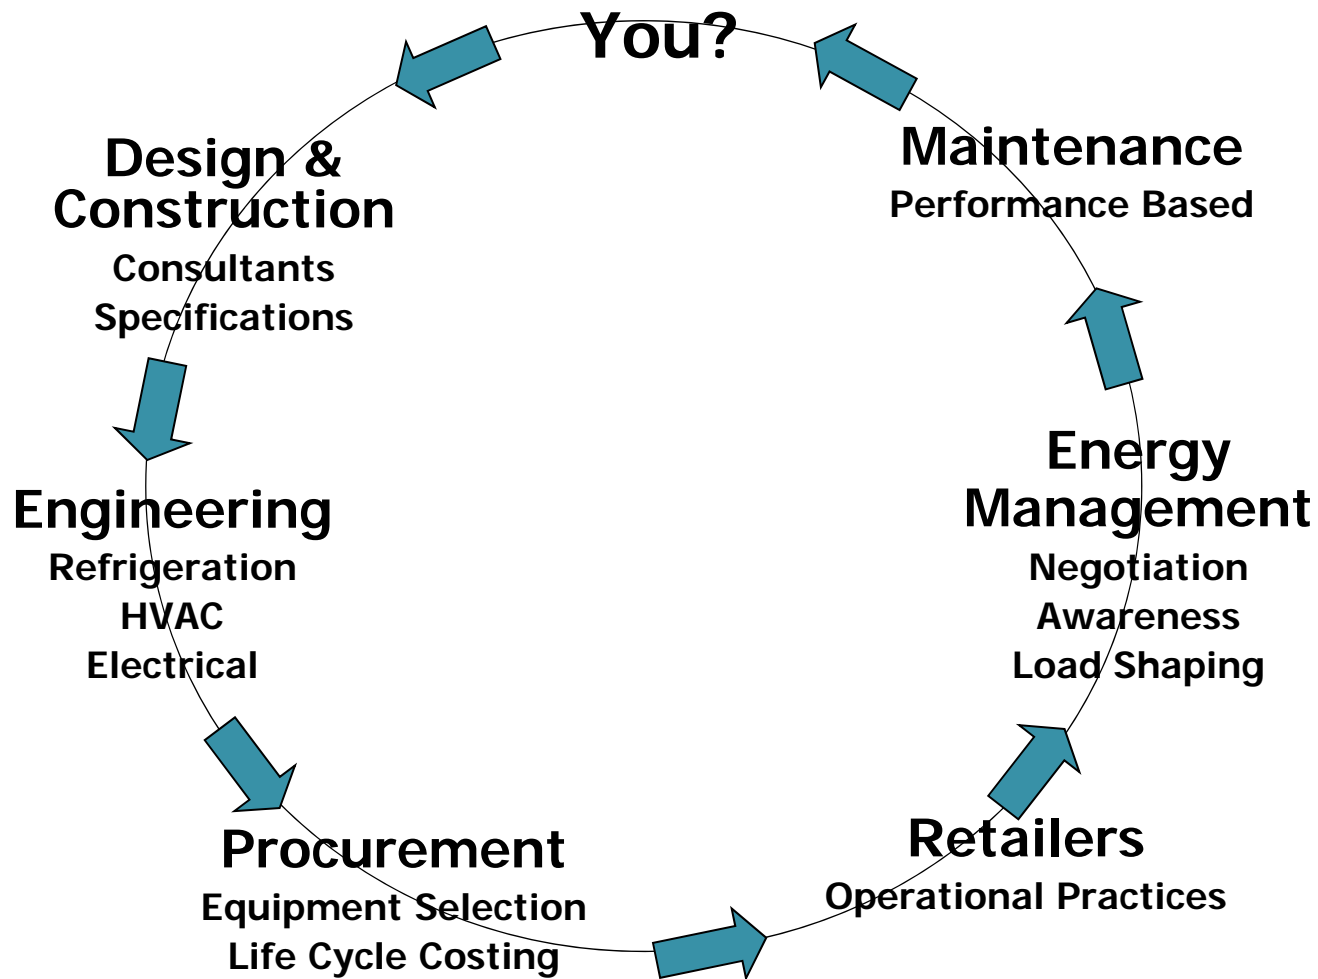 You?
Design &
Construction
Consultants
Specifications
Engineering
Refrigeration
HVAC
Electrical
Procurement
Equipment Selection
Life Cycle Costing
Retailers
Operational Practices
Energy
Management
Negotiation
Awareness
Load Shaping
Maintenance
Performance Based